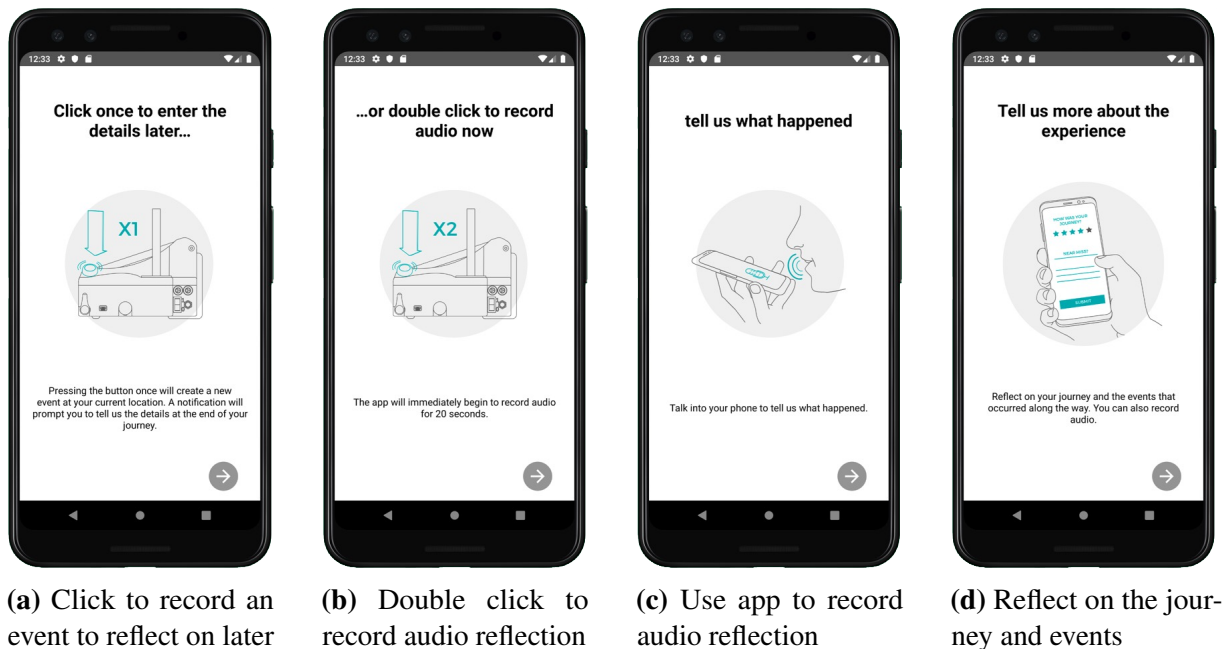 12:33
Click once to enter the
details later...
X1
Pressing the button once will create a new
event at your current location. A notification will
prompt you to tell us the details at the end of your
journey.
(a) Click to record an
event to reflect on later
12:33
...or double click to record
audio now
X2
The app will immediately begin to record audio
for 20 seconds.
(b) Double click to
record audio reflection
12:33
tell us what happened
Talk into your phone to tell us what happened.
(c) Use app to record
audio reflection
12:33
Tell us more about the
experience
HOW WAS YOUR
JOURNEY?
SUBMIT
Reflect on your journey and the events that
occurred along the way. You can also record
audio.
(d) Reflect on the jour-
ney and events